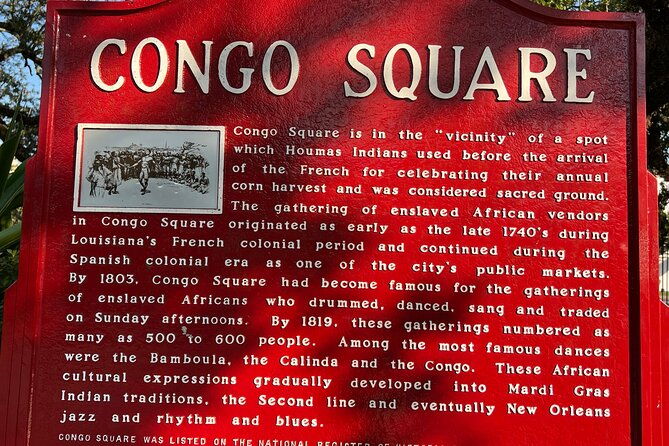 CONGO SQUARE
Congo Square is in the "vicinity" of a spot
which Houmas Indians used before the arrival
of the French for celebrating their annual
corn harvest and was considered sacred ground.
The gathering of enslaved African vendors
in Congo Square originated as early as the late 1740's during
Louisiana's French colonial period and continued during the
Spanish colonial era as one of the city's public markets.
By 1803, Congo Square had become famous for the gatherings
of enslaved Africans who drummed, danced, sang and traded
on Sunday afternoons. By 1819, these gatherings numbered as
many as 500 to 600 people. Among the most famous dances
were the Bamboula, the Calinda and the Congo. These African
cultural expressions gradually developed into Mardi Gras
Indian traditions, the Second line and eventually New Orleans
jazz and rhythm and blues.
CONGO SQUARE WAS LISTED ON THE NATIONAL REGISTER OF